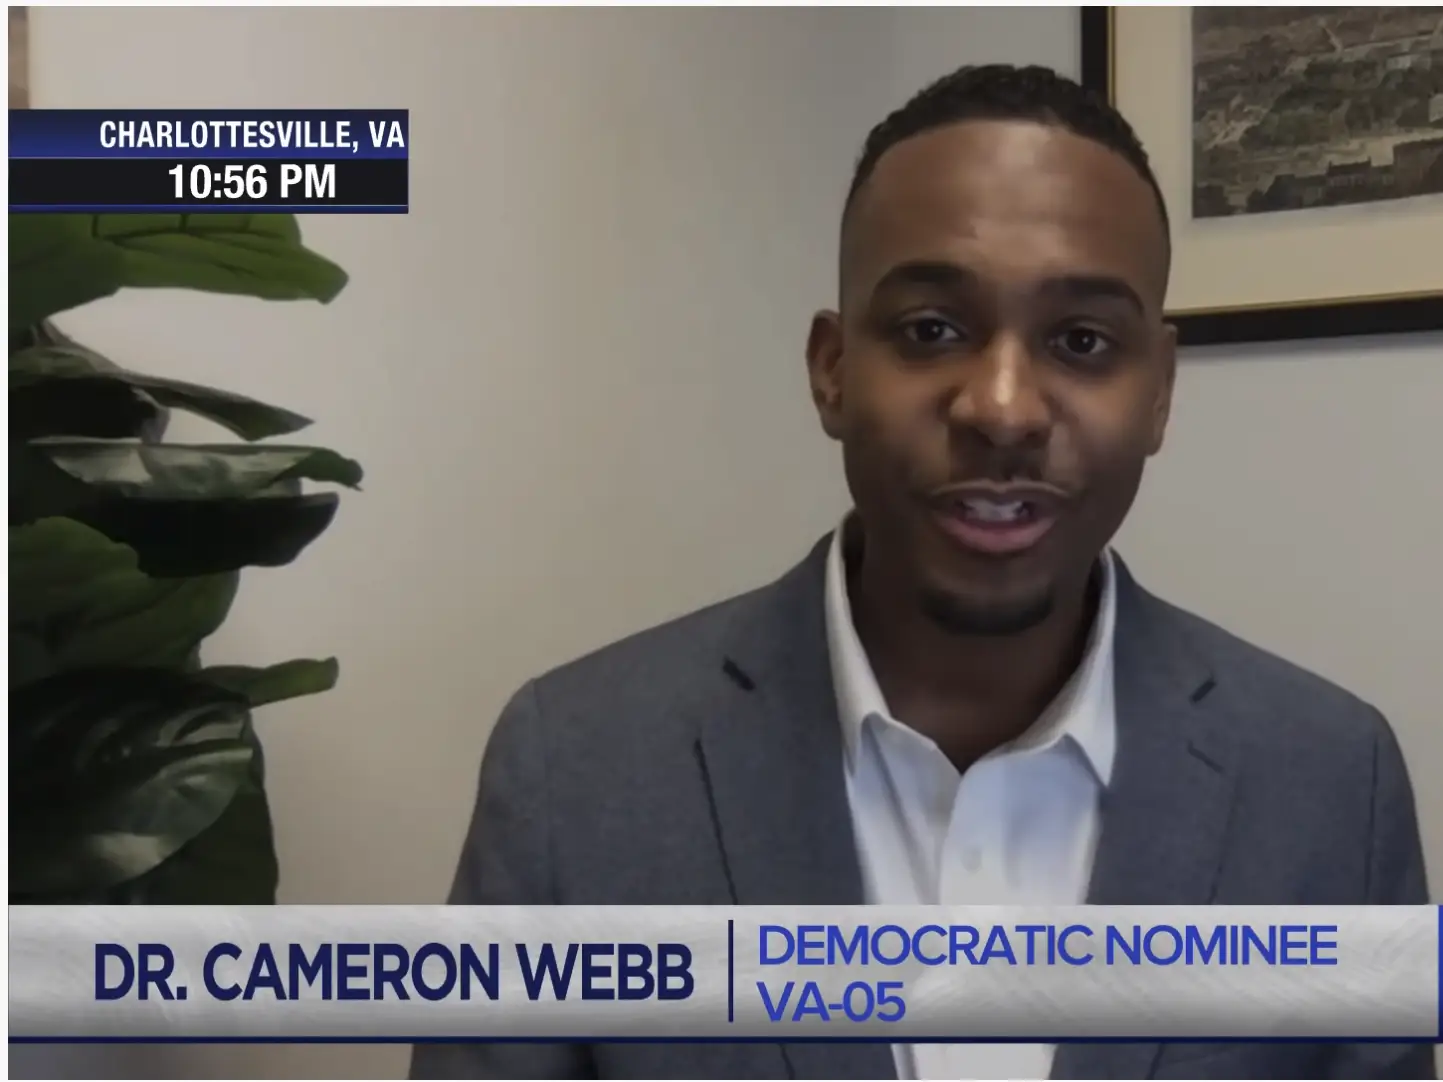 CHARLOTTESVILLE, VA
10:56 PM
DR. CAMERON WEBB
DEMOCRATIC NOMINEE
VA-05